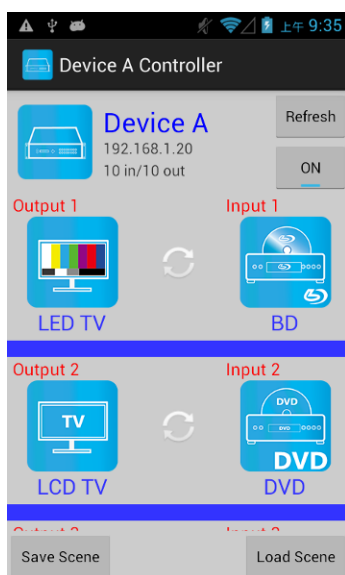 上午 9:35
Device A Controller
Device A
192.168.1.20
10 in/10 out
Refresh
ON
Output 1
Input 1
LED TV
BD
Output 2
Input 2
TV
DVD
DVD
LCD TV
DVD
Save Scene
Load Scene